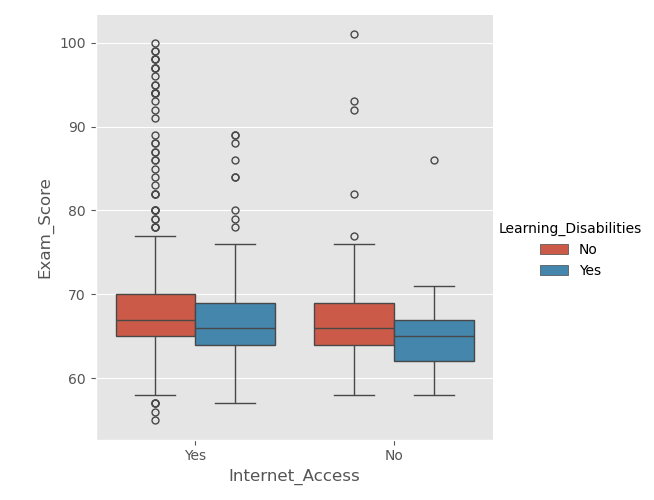 100
90
80
70
60
Exam_Score
Yes
No
Internet_Access
Learning_Disabilities
No
Yes